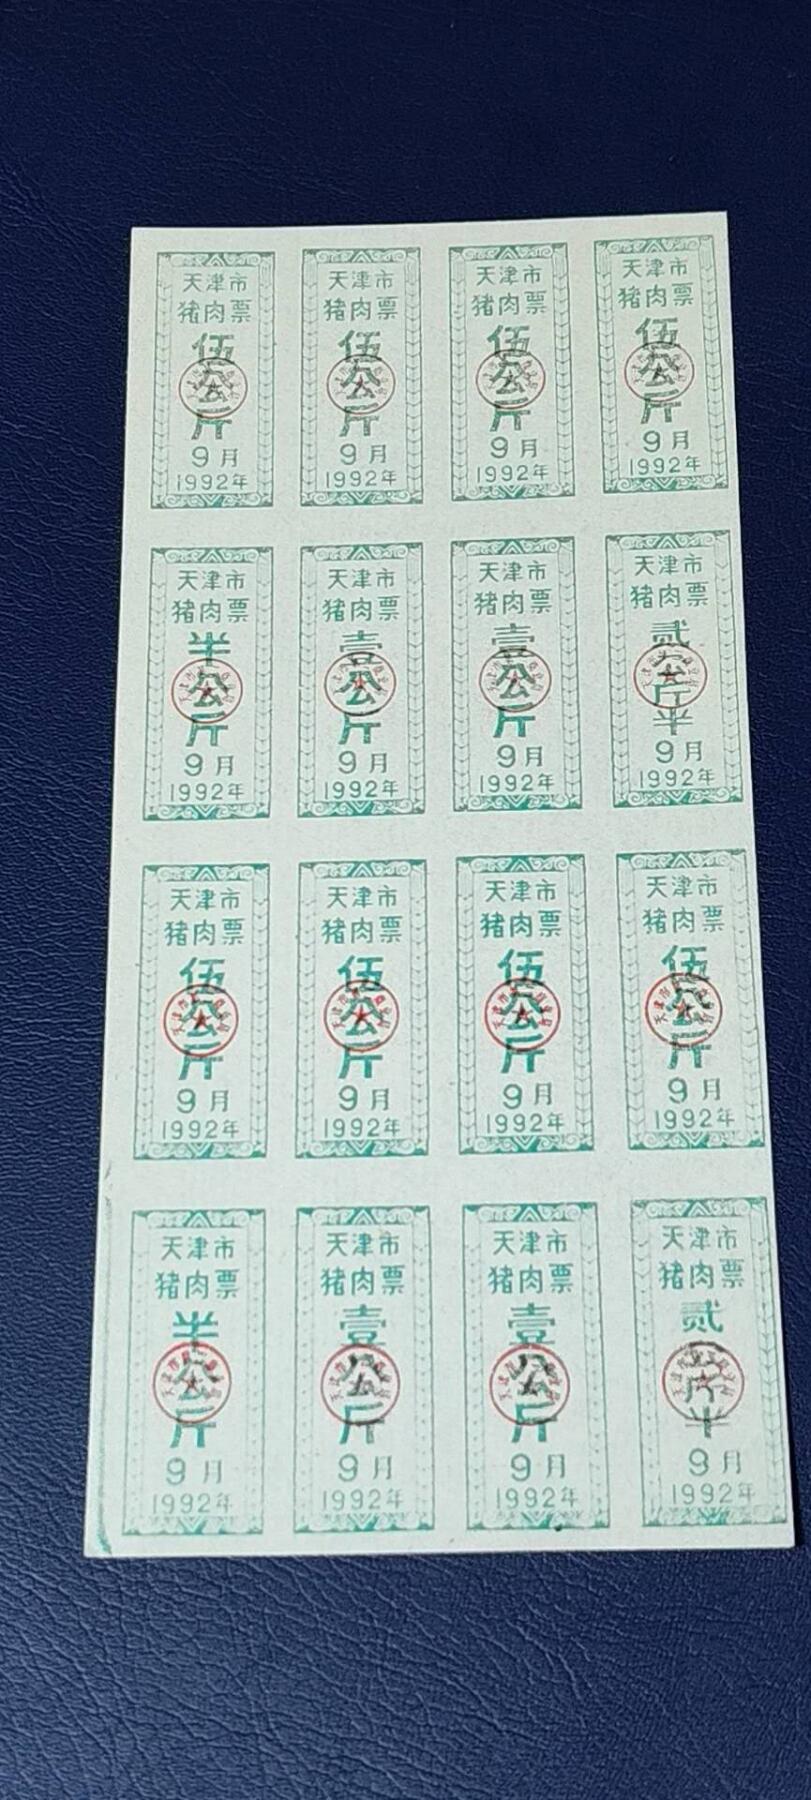 天津市
猪肉票
伍公斤
9月
1992年
天津市
猪肉票
伍公斤
9月
1992年
天津市
猪肉票
伍公斤
9月
1992年
天津市
猪肉票
伍公斤
9月
1992年
天津市
猪肉票
半公斤
9月
1992年
天津市
猪肉票
壹公斤
9月
1992年
天津市
猪肉票
壹公斤
9月
1992年
天津市
猪肉票
贰公斤半
9月
1992年
天津市
猪肉票
伍公斤
9月
1992年
天津市
猪肉票
伍公斤
9月
1992年
天津市
猪肉票
伍公斤
9月
1992年
天津市
猪肉票
伍公斤
9月
1992年
天津市
猪肉票
半公斤
9月
1992年
天津市
猪肉票
壹公斤
9月
1992年
天津市
猪肉票
壹公斤
9月
1992年
天津市
猪肉票
贰公斤半
9月
1992年